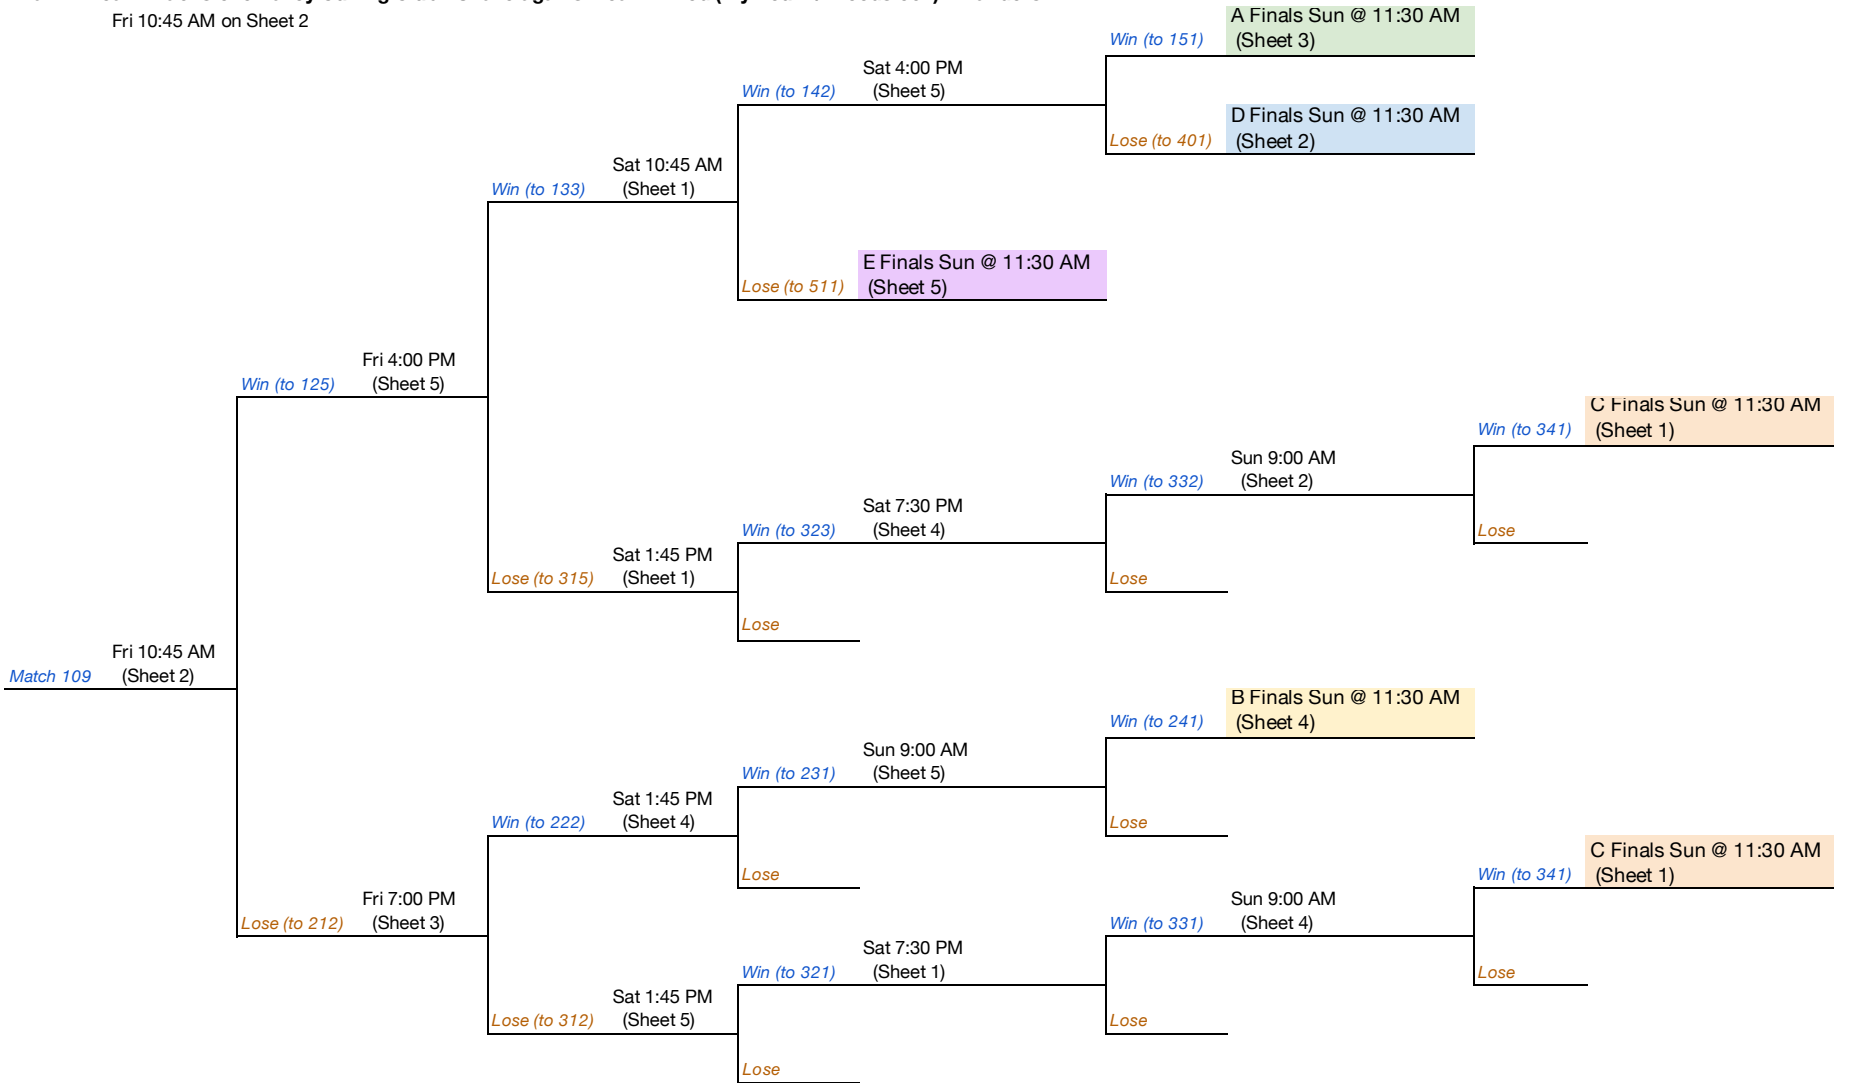 Fri 10:45 AM on Sheet 2
A Finals Sun @ 11:30 AM
Win (to 151)
(Sheet 3)
Sat 4:00 PM
Win (to 142)
(Sheet 5)
D Finals Sun @ 11:30 AM
Lose (to 401)
(Sheet 2)
Sat 10:45 AM
Win (to 133)
(Sheet 1)
E Finals Sun @ 11:30 AM
Lose (to 511)
(Sheet 5)
Fri 4:00 PM
Win (to 125)
(Sheet 5)
C Finals Sun @ 11:30 AM
Win (to 341)
(Sheet 1)
Sun 9:00 AM
Win (to 332)
(Sheet 2)
Sat 7:30 PM
Win (to 323)
(Sheet 4)
Lose
Sat 1:45 PM
Lose (to 315)
(Sheet 1)
Lose
Lose
Fri 10:45 AM
Match 109
(Sheet 2)
B Finals Sun @ 11:30 AM
Win (to 241)
(Sheet 4)
Sun 9:00 AM
Win (to 231)
(Sheet 5)
Sat 1:45 PM
Win (to 222)
(Sheet 4)
Lose
Lose
C Finals Sun @ 11:30 AM
Win (to 341)
(Sheet 1)
Fri 7:00 PM
Lose (to 212)
(Sheet 3)
Sun 9:00 AM
Win (to 331)
(Sheet 4)
Sat 7:30 PM
Win (to 321)
(Sheet 1)
Lose
Sat 1:45 PM
Lose (to 312)
(Sheet 5)
Lose
Lose